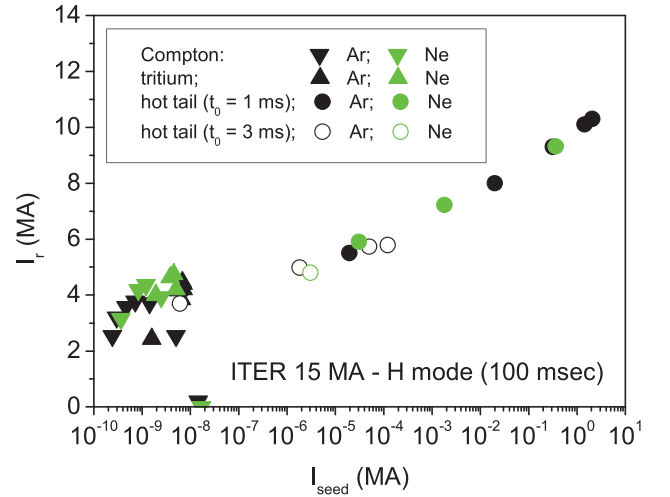 14
12
10
8
6
4
2
0
I_r (MA)
Compton: Ar; Ne
tritium; Ar; Ne
hot tail (t_0 = 1 ms); Ar; Ne
hot tail (t_0 = 3 ms); Ar; Ne
ITER 15 MA - H mode (100 msec)
10^-10 10^-9 10^-8 10^-7 10^-6 10^-5 10^-4 10^-3 10^-2 10^-1 10^0 10^1
I_seed (MA)